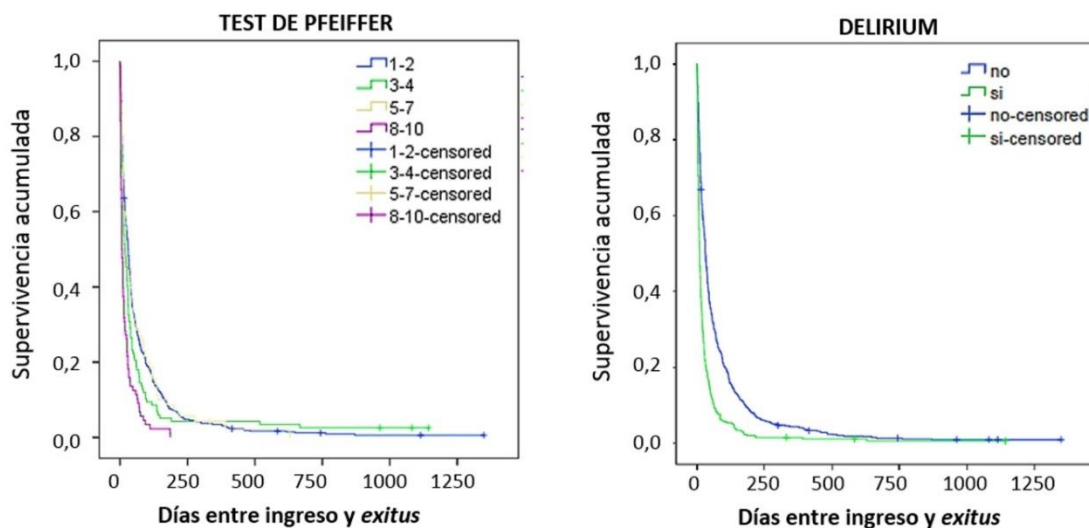 TEST DE PFEIFFER
Supervivencia acumulada
1,0
0,8
0,6
0,4
0,2
0,0
1-2
3-4
5-7
8-10
1-2-censored
3-4-censored
5-7-censored
8-10-censored
0 250 500 750 1000 1250
Días entre ingreso y exitus
DELIRIUM
Supervivencia acumulada
1,0
0,8
0,6
0,4
0,2
0,0
no
si
no-censored
si-censored
0 250 500 750 1000 1250
Días entre ingreso y exitus